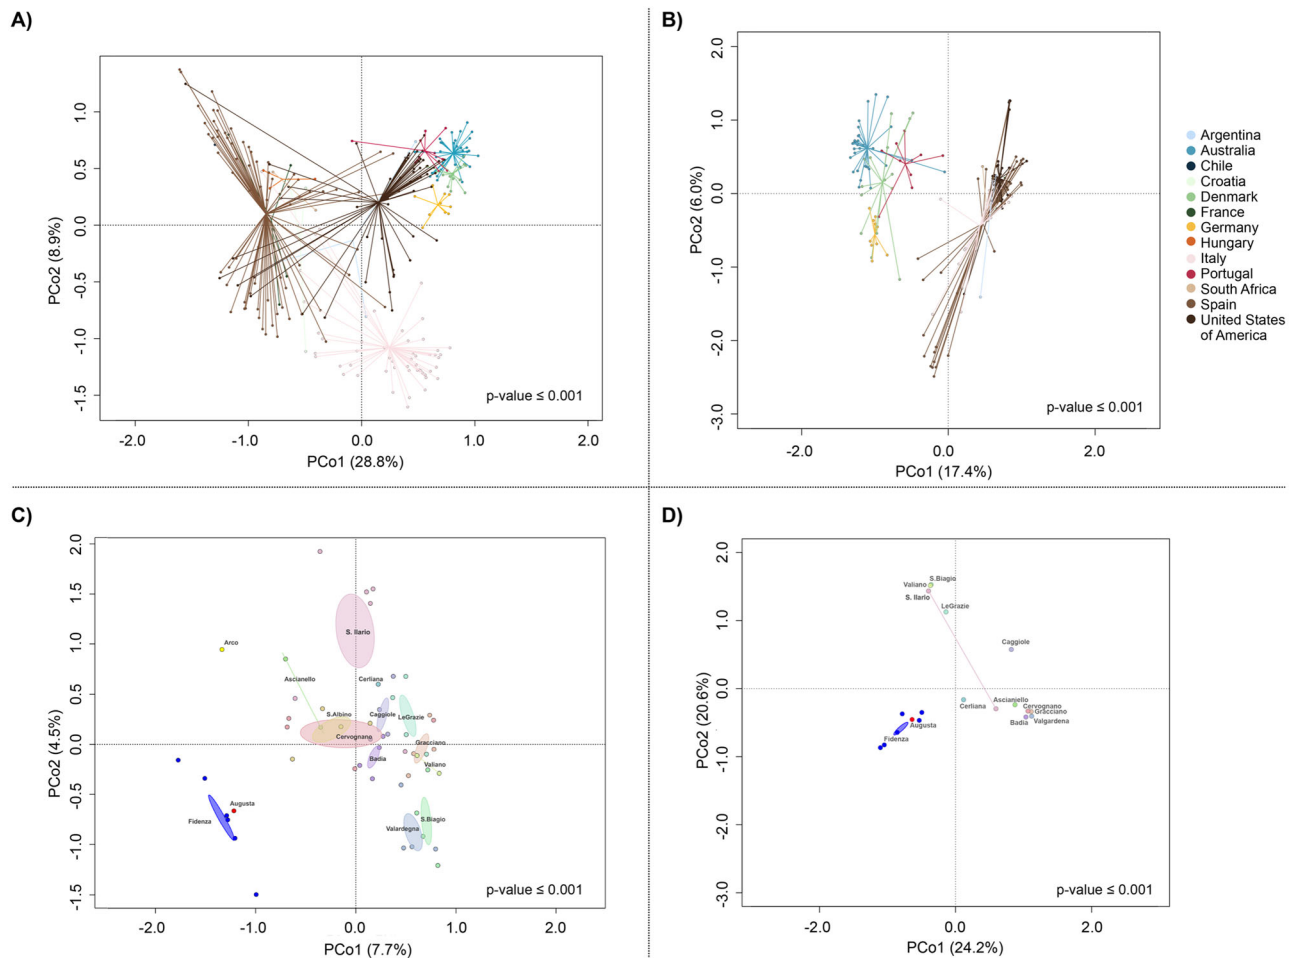 A)
1.0
0.5
0.0
-0.5
-1.0
-1.5
PCo2 (8.9%)
p-value ≤ 0.001
-2.0
-1.0
0.0
1.0
2.0
PCo1 (28.8%)
B)
2.0
1.0
0.0
-1.0
-2.0
-3.0
PCo2 (6.0%)
p-value ≤ 0.001
-2.0
0.0
2.0
PCo1 (17.4%)
Argentina
Australia
Chile
Croatia
Denmark
France
Germany
Hungary
Italy
Portugal
South Africa
Spain
United States
of America
C)
2.0
1.5
1.0
0.5
0.0
-0.5
-1.0
-1.5
PCo2 (4.5%)
S. Ilario
Arco
Ascianello
Cerliana
S.Albino
Caggiole
LeGrazie
Cervognano
Gracciano
Badia
Valiano
Augusta
Fidenza
S.Biagio
Valardegna
p-value ≤ 0.001
-2.0
-1.0
0.0
1.0
2.0
PCo1 (7.7%)
D)
2.0
1.0
0.0
-1.0
-2.0
-3.0
PCo2 (20.6%)
S.Biagio
Valiano
S. Ilario
LeGrazie
Caggiole
Cerliana
Ascianiello
Cervognano
Gracciano
Badia
Valgardena
Augusta
Fidenza
p-value ≤ 0.001
-2.0
0.0
1.0
2.0
PCo1 (24.2%)